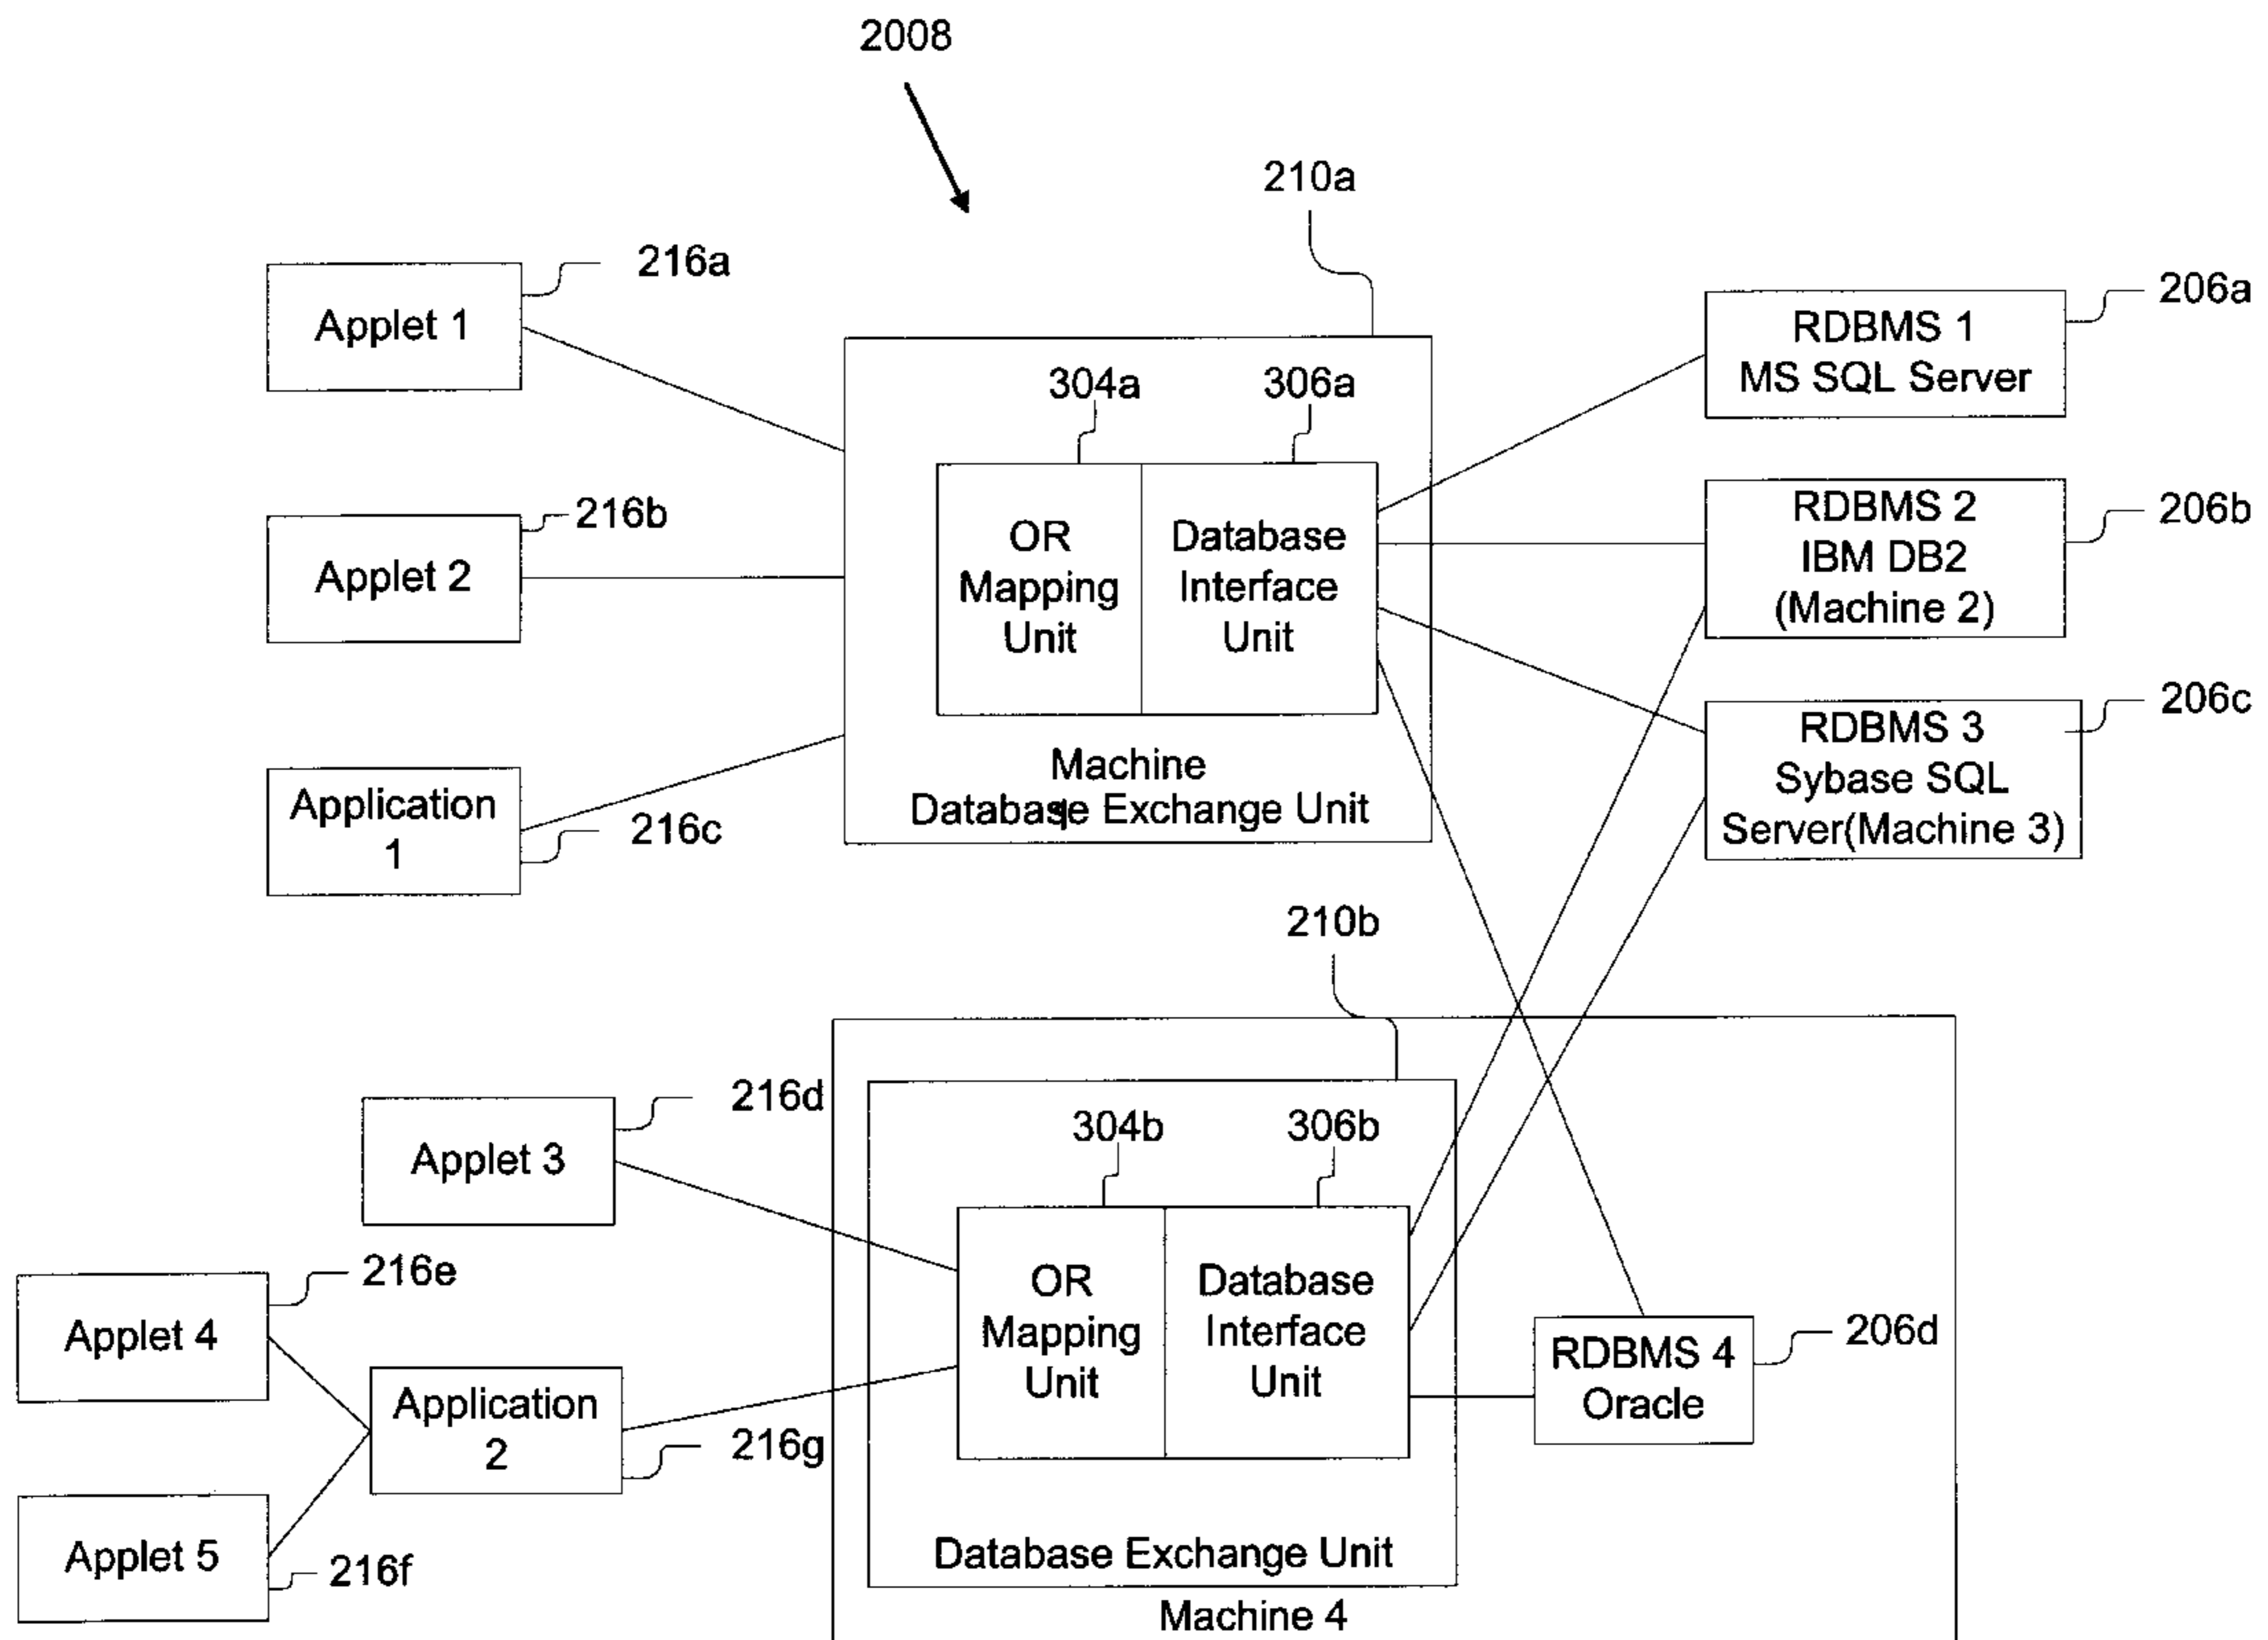 2008
210a
216a
Applet 1
206a
RDBMS 1
MS SQL Server
304a
306a
216b
Applet 2
OR
Mapping
Unit
Database
Interface
Unit
206b
RDBMS 2
IBM DB2
(Machine 2)
206c
RDBMS 3
Sybase SQL
Server(Machine 3)
Machine
1
Database Exchange Unit
Application
1
216c
210b
216d
Applet 3
304b
306b
216e
Applet 4
OR
Mapping
Unit
Database
Interface
Unit
206d
RDBMS 4
Oracle
Application
2
216g
Applet 5
216f
Database Exchange Unit
Machine 4